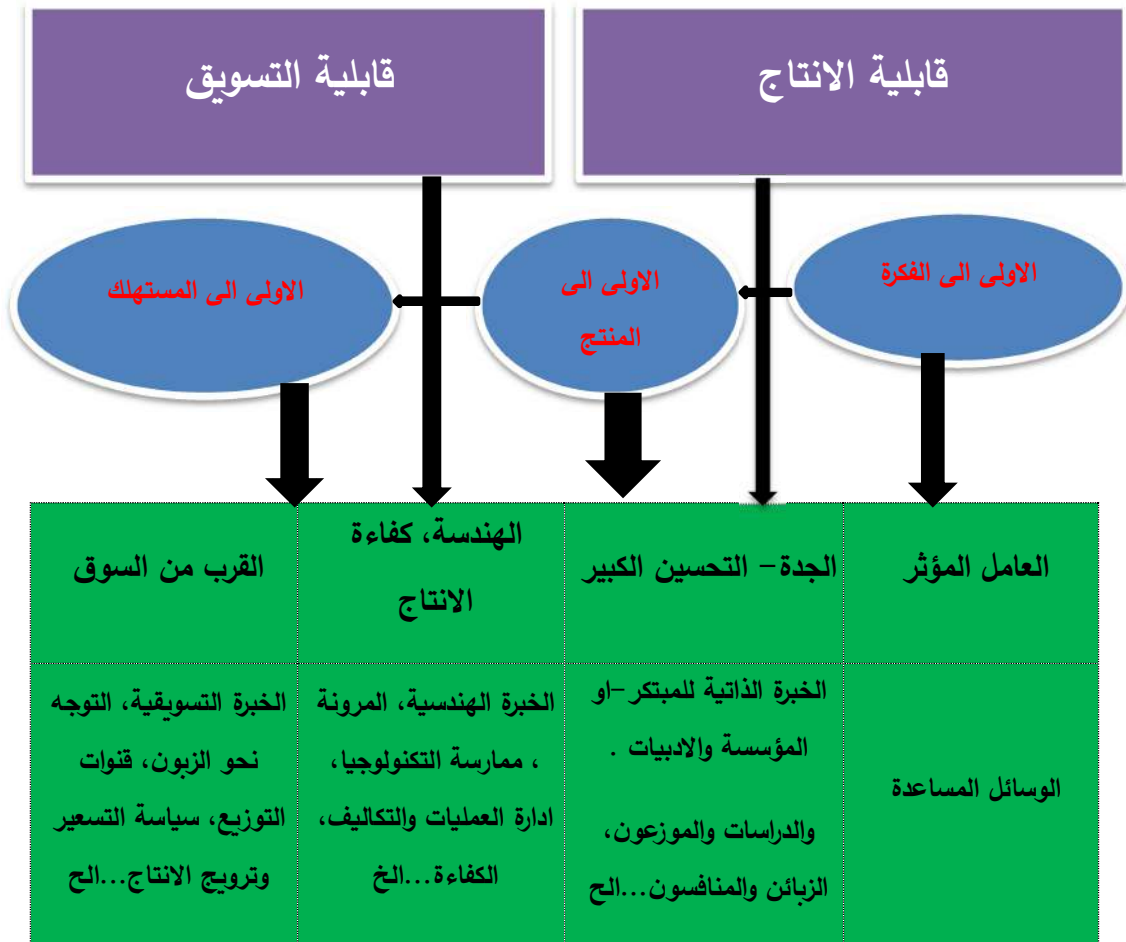 قابلية الانتاج
قابلية التسويق
الاولى الى الفكرة
الاولى الى
المنتج
الاولى الى المستهلك
العامل المؤثر
الجدة– التحسين الكبير
الهندسة، كفاءة
الانتاج
القرب من السوق
الوسائل المساعدة
الخبرة الذاتية للمبتكر –او
المؤسسة والادبيات .
والدراسات والموزعون،
الزبائن والمنافسون...الح
الخبرة الهندسية، المرونة
، ممارسة التكنولوجيا،
ادارة العمليات والتكاليف،
الكفاءة...الخ
الخبرة التسويقية، التوجه
نحو الزبون، قنوات
التوزيع، سياسة التسعير
وترويج الانتاج...الح